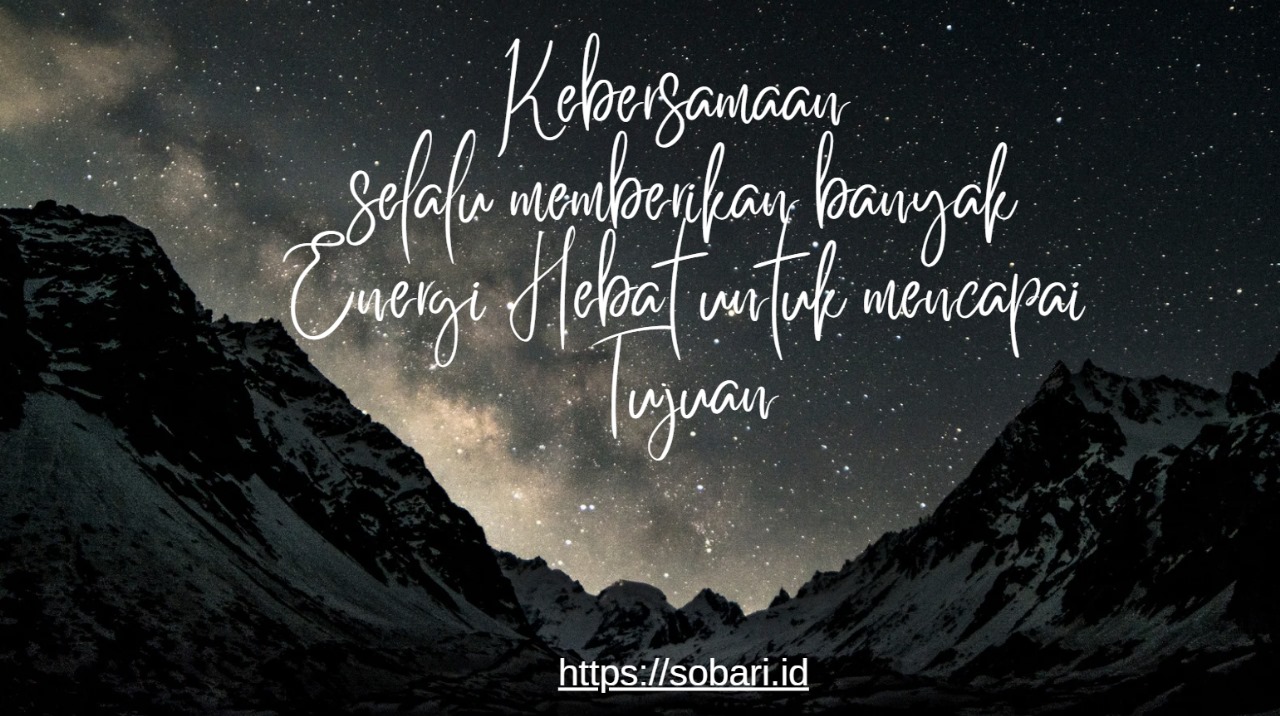 Kebersamaan
selalu memberikan banyak
Energi Hebat untuk mencapai
Tujuan
https://sobari.id